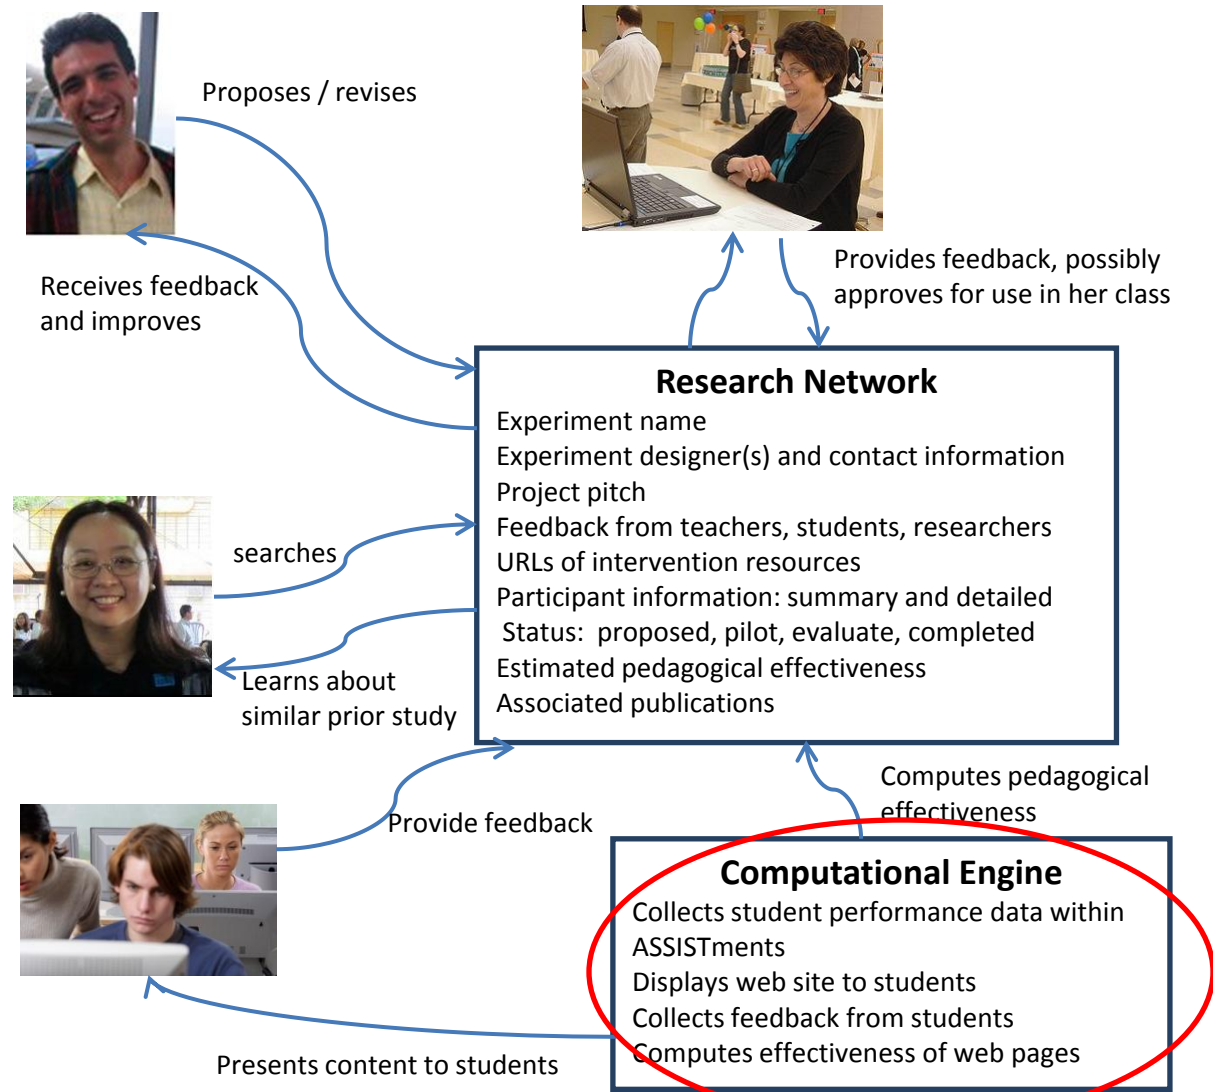 Proposes / revises
Receives feedback
and improves
Provides feedback, possibly
approves for use in her class
Research Network
Experiment name
Experiment designer(s) and contact information
Project pitch
Feedback from teachers, students, researchers
URLs of intervention resources
Participant information: summary and detailed
Status: proposed, pilot, evaluate, completed
Estimated pedagogical effectiveness
Associated publications
searches
Learns about
similar prior study
Provide feedback
Computes pedagogical
effectiveness
Computational Engine
Collects student performance data within
ASSISTments
Displays web site to students
Collects feedback from students
Computes effectiveness of web pages
Presents content to students